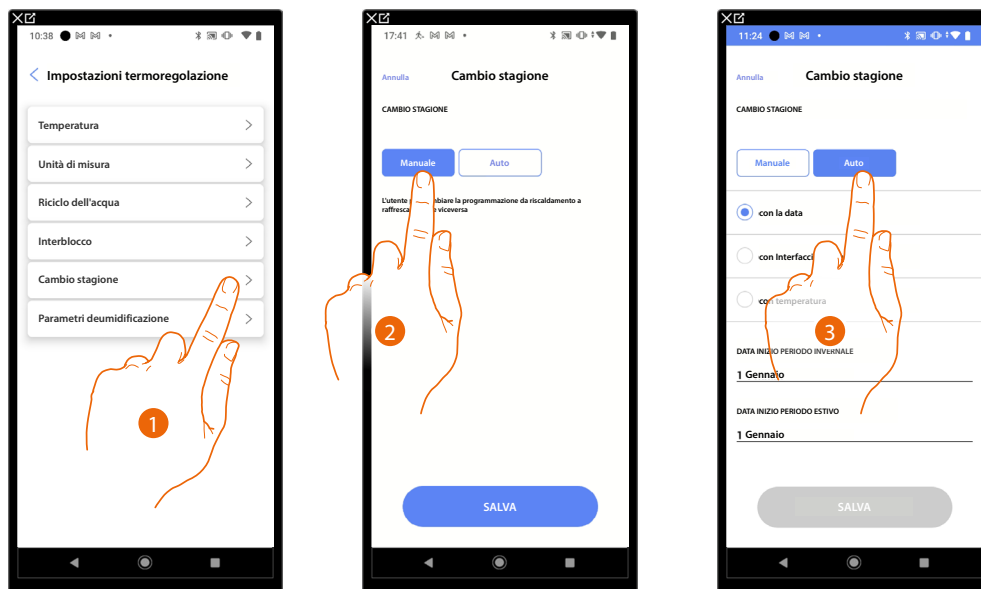 10:38
Impostazioni termoregolazione
Temperatura
Unità di misura
Riciclo dell'acqua
Interblocco
Cambio stagione
Parametri deumidificazione
1
17:41
Annulla Cambio stagione
CAMBIO STAGIONE
Manuale Auto
L'utente mbiare la programmazione da riscaldamento a
raffresca viceversa
2
SALVA
11:24
Annulla Cambio stagione
CAMBIO STAGIONE
Manuale Auto
con la data
con Interfacci
con temperatura
3
DATA INIZIO PERIODO INVERNALE
1 Gennaio
DATA INIZIO PERIODO ESTIVO
1 Gennaio
SALVA